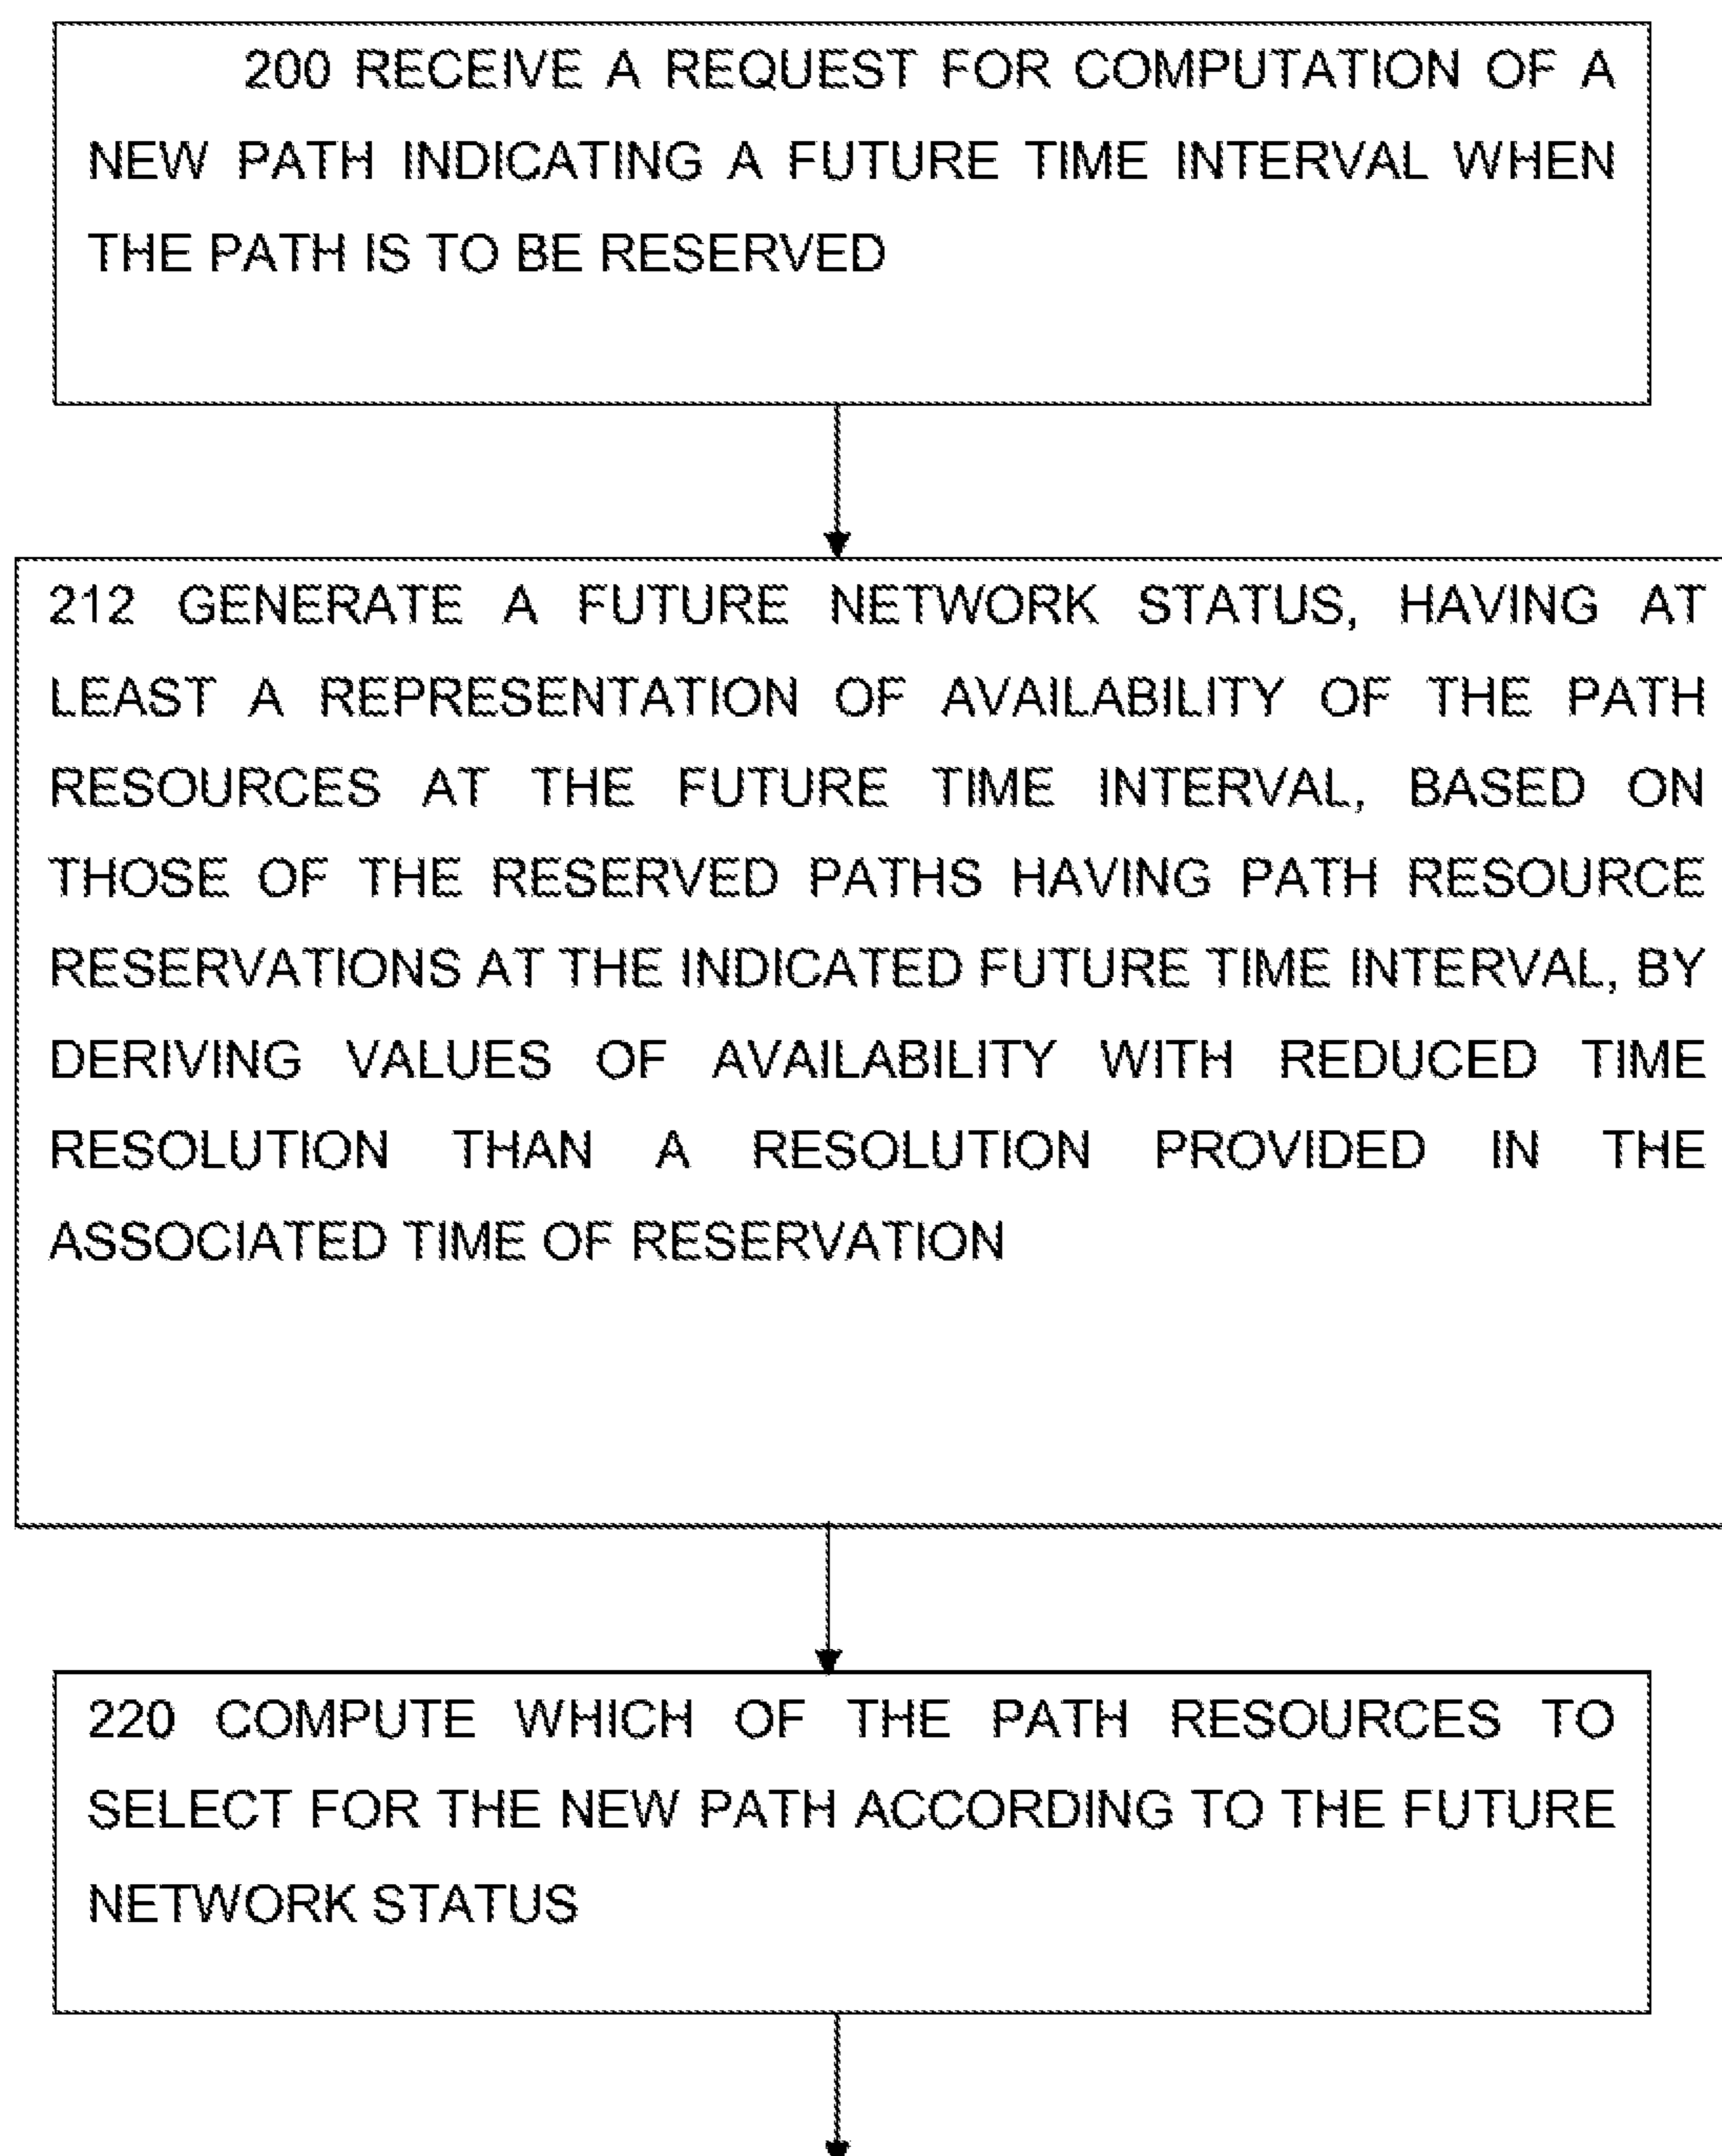 200 RECEIVE A REQUEST FOR COMPUTATION OF A
NEW PATH INDICATING A FUTURE TIME INTERVAL WHEN
THE PATH IS TO BE RESERVED
212 GENERATE A FUTURE NETWORK STATUS, HAVING AT
LEAST A REPRESENTATION OF AVAILABILITY OF THE PATH
RESOURCES AT THE FUTURE TIME INTERVAL, BASED ON
THOSE OF THE RESERVED PATHS HAVING PATH RESOURCE
RESERVATIONS AT THE INDICATED FUTURE TIME INTERVAL, BY
DERIVING VALUES OF AVAILABILITY WITH REDUCED TIME
RESOLUTION THAN A RESOLUTION PROVIDED IN THE
ASSOCIATED TIME OF RESERVATION
220 COMPUTE WHICH OF THE PATH RESOURCES TO
SELECT FOR THE NEW PATH ACCORDING TO THE FUTURE
NETWORK STATUS